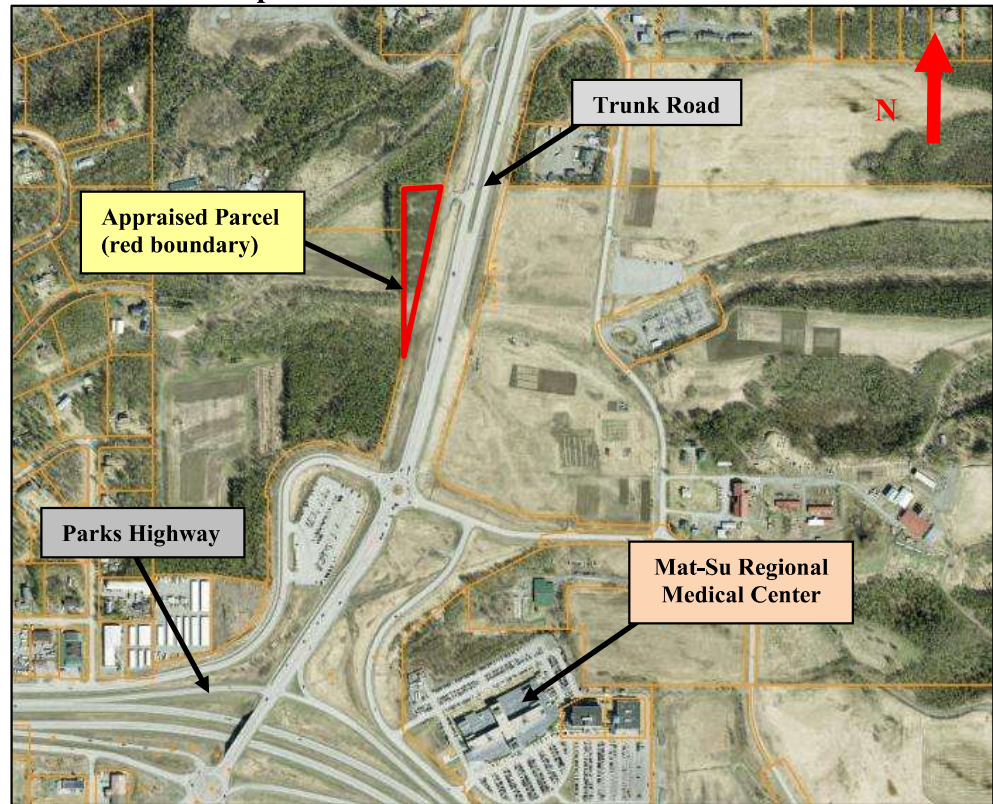 Trunk Road
N
Appraised Parcel
(red boundary)
Parks Highway
Mat-Su Regional
Medical Center